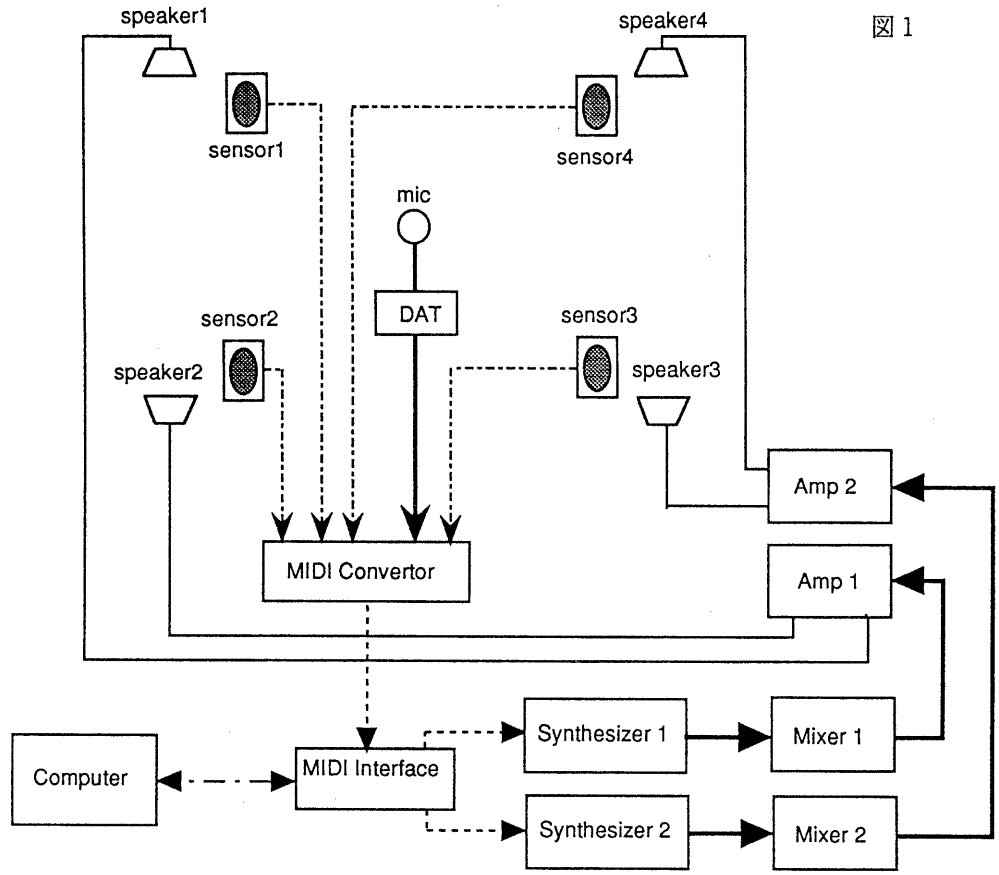 speaker1
speaker4
図1
sensor1
sensor4
mic
DAT
sensor2
sensor3
speaker2
speaker3
Amp 2
MIDI Convertor
Amp 1
Synthesizer 1
Mixer 1
Computer
MIDI Interface
Synthesizer 2
Mixer 2